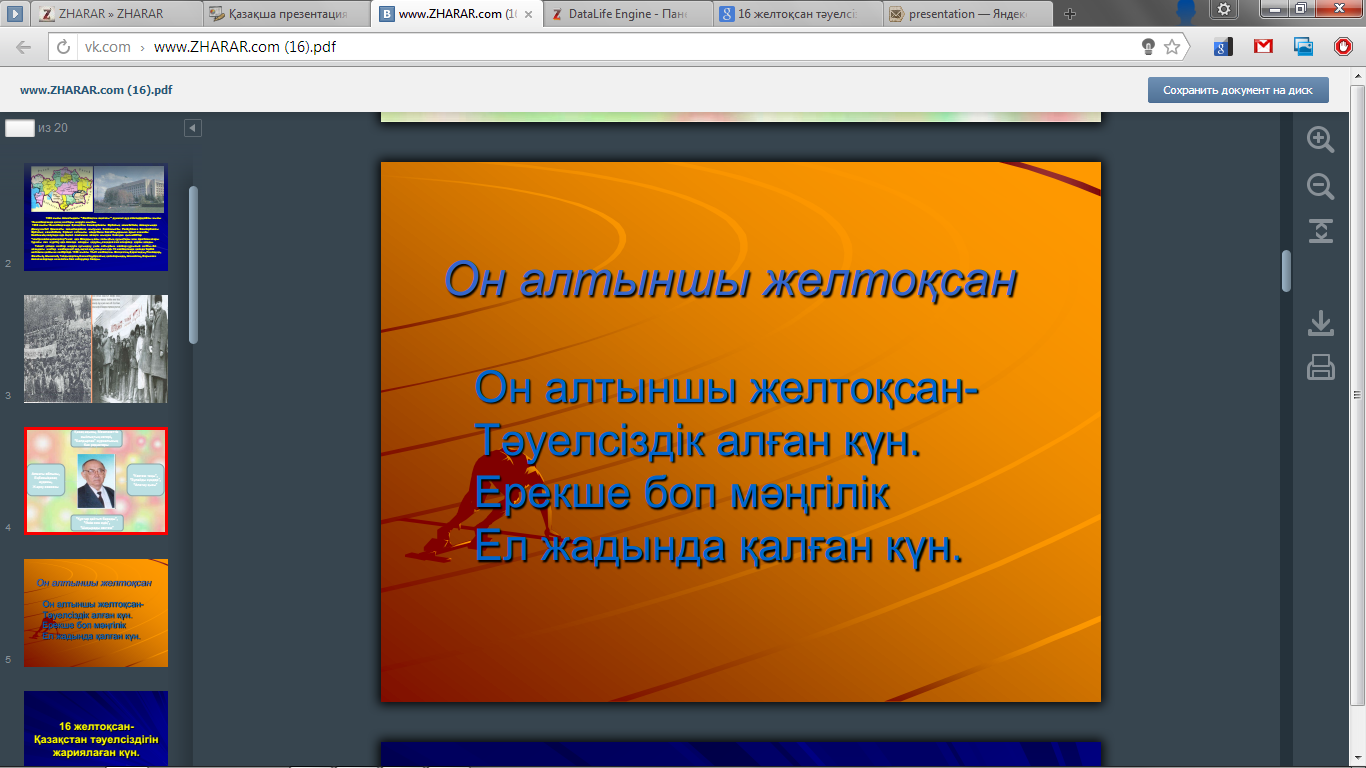 ZHARAR » ZHARAR
Қазақша презентация
www.ZHARAR.com (1
DataLife Engine - Пан
16 желтоқсан тәуелсі
presentation — Яндек
vk.com › www.ZHARAR.com (16).pdf
www.ZHARAR.com (16).pdf
Сохранить документ на диск
из 20
2
3
4
Он алтыншы желтоқсан
Он алтыншы желтоқсан-
Тәуелсіздік алған күн.
Ерекше боп мәңгілік
Ел жадында қалған күн.
5
16 желтоқсан-
Қазақстан тәуелсіздігін
жариялаған күн.
Он алтыншы желтоқсан
Он алтыншы желтоқсан-
Тәуелсіздік алған күн.
Ерекше боп мәңгілік
Ел жадында қалған күн.